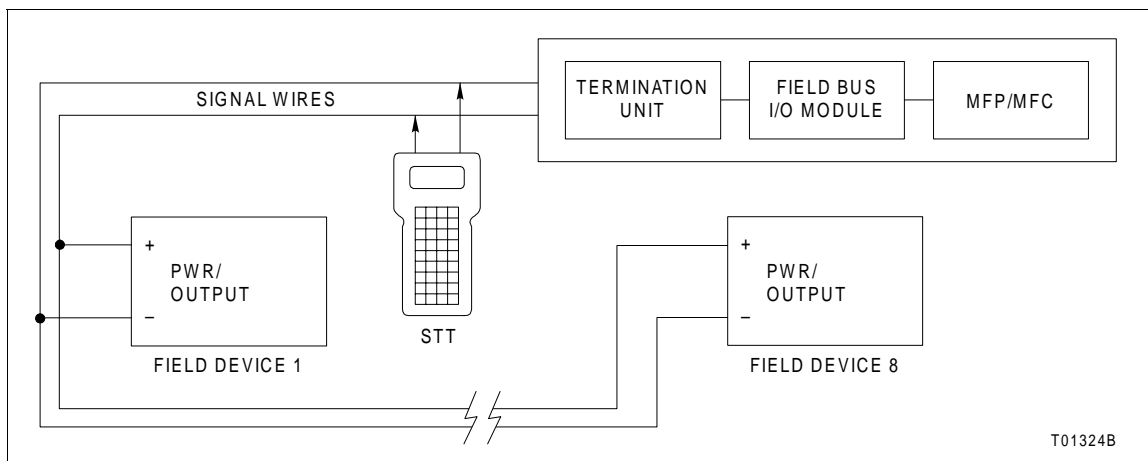 SIGNAL WIRES
TERMINATION
UNIT
FIELD BUS
I/O MODULE
MFP/MFC
+
PWR/
OUTPUT
–
FIELD DEVICE 1
STT
+
PWR/
OUTPUT
–
FIELD DEVICE 8
T01324B